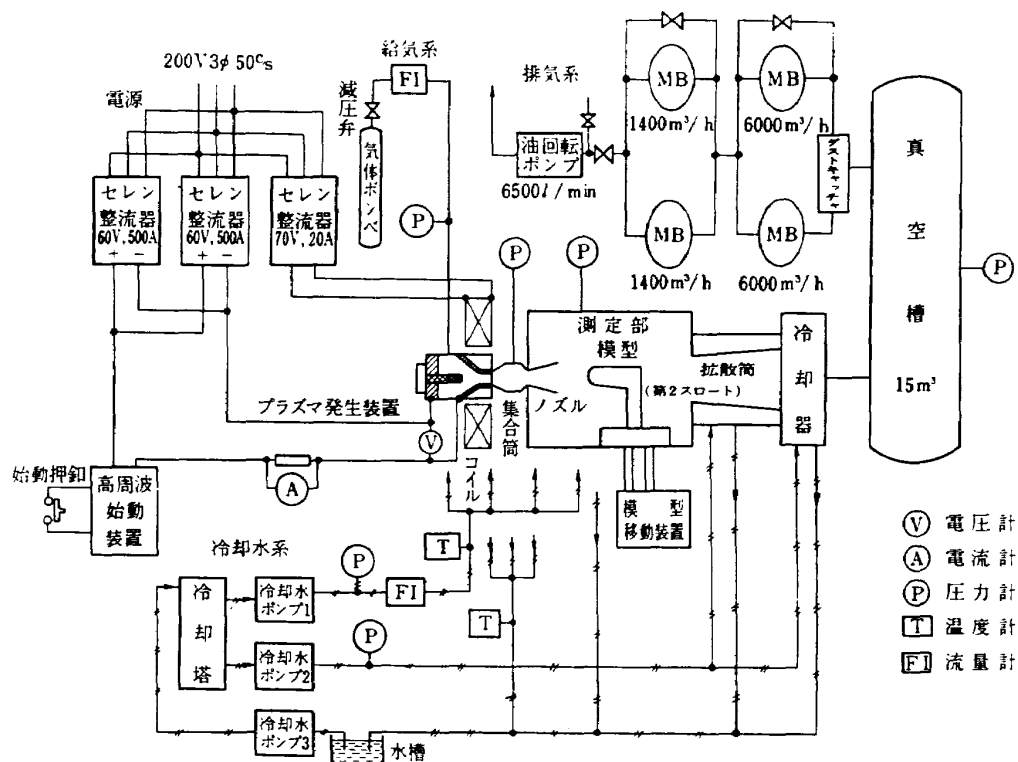 200V 3φ 50c/s
電源
セレン
整流器
60V, 500A
+ −
セレン
整流器
60V, 500A
+ −
セレン
整流器
70V, 20A
給気系
FI
減圧弁
気体ボンベ
P
排気系
油回転
ポンプ
6500l / min
MB
1400m³/h
MB
6000m³/h
MB
1400m³/h
MB
6000m³/h
ダストキャッチャ
真空槽
15m³
P
P
P
測定部
模型
拡散筒
(第2スロート)
冷却器
プラズマ発生装置
集合筒
ノズル
コイル
V
A
始動押釦
高周波
始動
装置
模型
移動装置
冷却水系
冷却塔
冷却水
ポンプ1
P
FI
T
T
冷却水
ポンプ2
P
冷却水
ポンプ3
水槽
V 電圧計
A 電流計
P 圧力計
T 温度計
FI 流量計